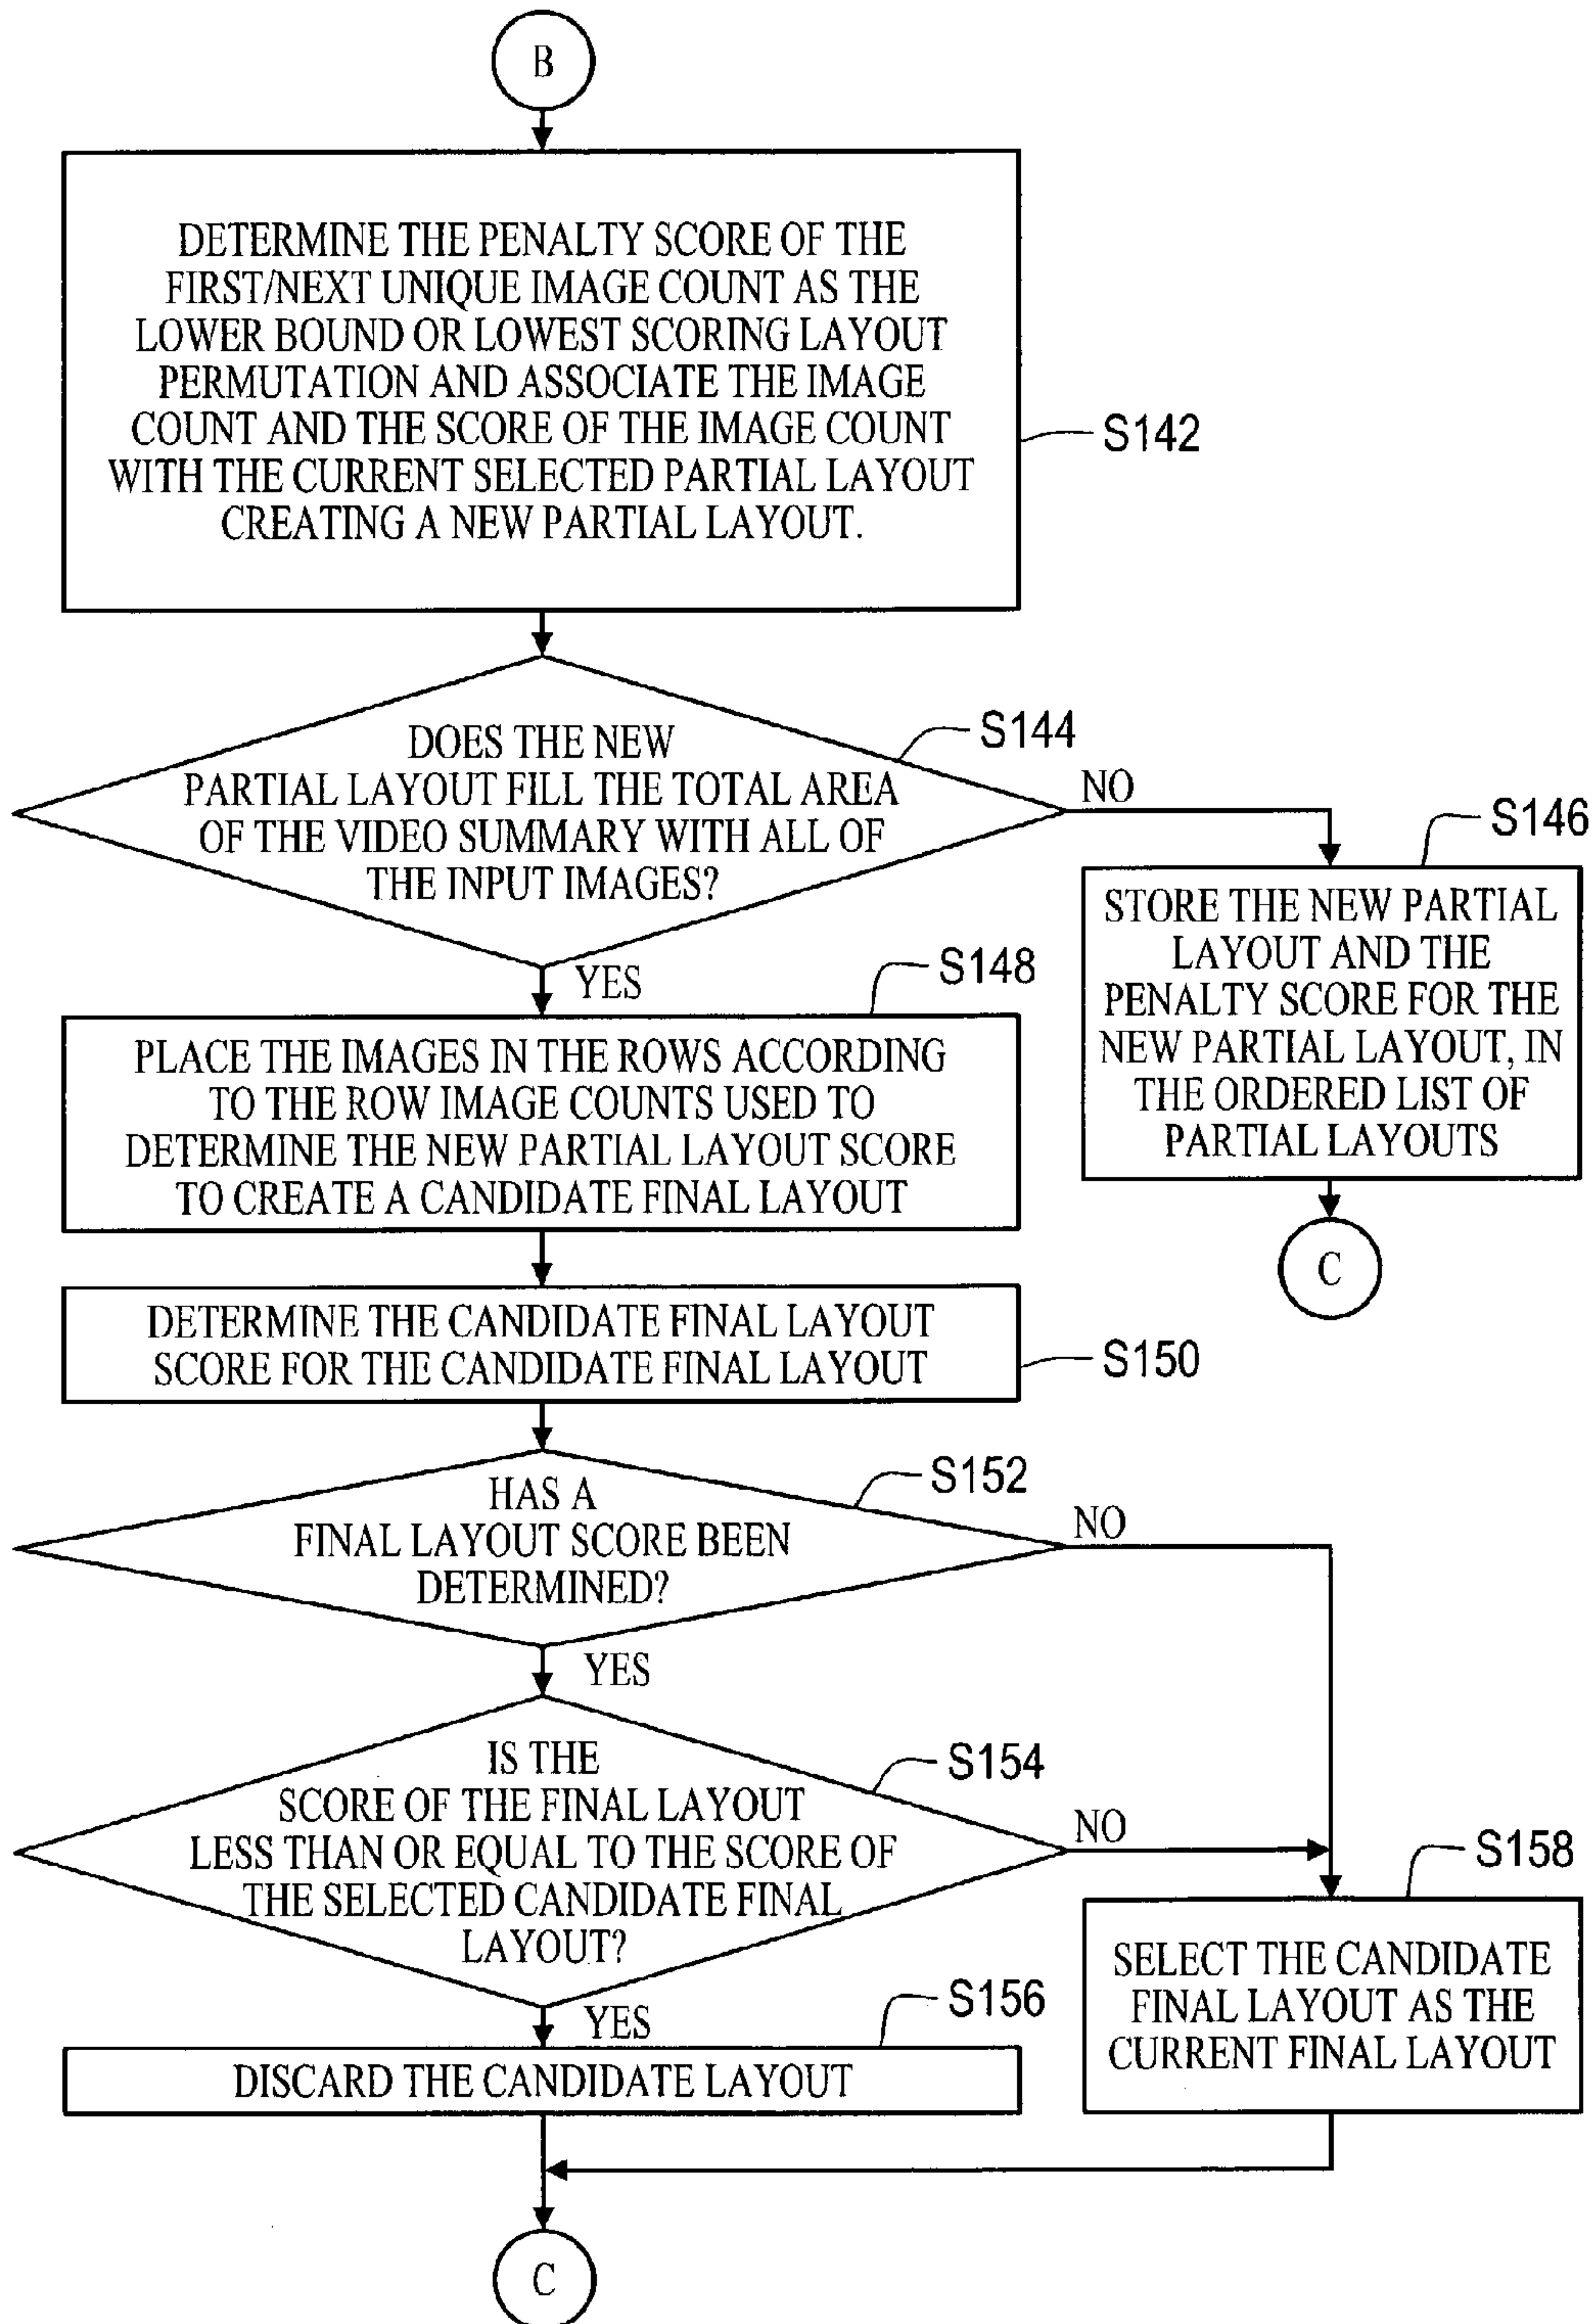 B
DETERMINE THE PENALTY SCORE OF THE
FIRST/NEXT UNIQUE IMAGE COUNT AS THE
LOWER BOUND OR LOWEST SCORING LAYOUT
PERMUTATION AND ASSOCIATE THE IMAGE
COUNT AND THE SCORE OF THE IMAGE COUNT
WITH THE CURRENT SELECTED PARTIAL LAYOUT
CREATING A NEW PARTIAL LAYOUT.
S142
DOES THE NEW
PARTIAL LAYOUT FILL THE TOTAL AREA
OF THE VIDEO SUMMARY WITH ALL OF
THE INPUT IMAGES?
S144
NO
YES
S146
STORE THE NEW PARTIAL
LAYOUT AND THE
PENALTY SCORE FOR THE
NEW PARTIAL LAYOUT, IN
THE ORDERED LIST OF
PARTIAL LAYOUTS
C
S148
PLACE THE IMAGES IN THE ROWS ACCORDING
TO THE ROW IMAGE COUNTS USED TO
DETERMINE THE NEW PARTIAL LAYOUT SCORE
TO CREATE A CANDIDATE FINAL LAYOUT
DETERMINE THE CANDIDATE FINAL LAYOUT
SCORE FOR THE CANDIDATE FINAL LAYOUT
S150
HAS A
FINAL LAYOUT SCORE BEEN
DETERMINED?
S152
NO
YES
IS THE
SCORE OF THE FINAL LAYOUT
LESS THAN OR EQUAL TO THE SCORE OF
THE SELECTED CANDIDATE FINAL
LAYOUT?
S154
NO
YES
S158
SELECT THE CANDIDATE
FINAL LAYOUT AS THE
CURRENT FINAL LAYOUT
S156
DISCARD THE CANDIDATE LAYOUT
C